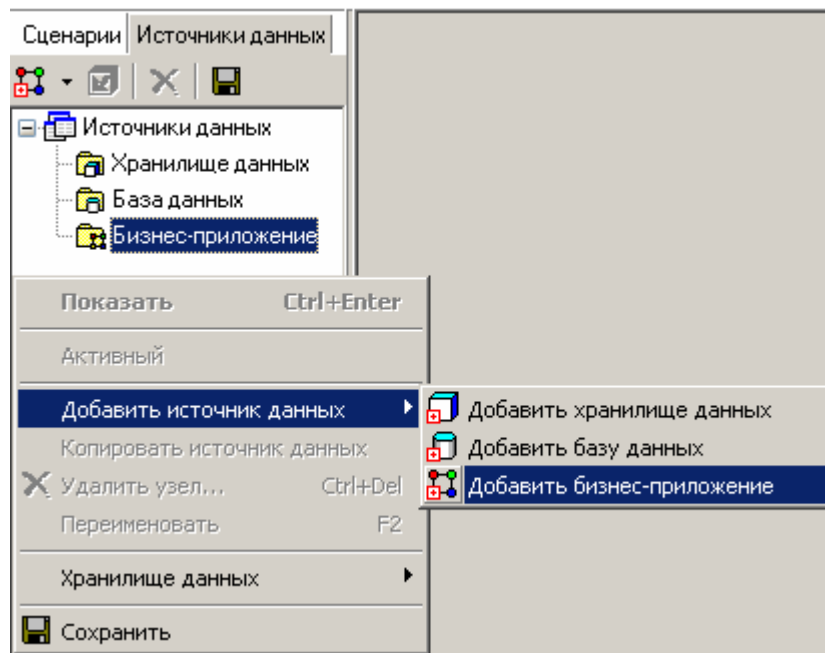 Сценарии Источники данных
Источники данных
Хранилище данных
База данных
Бизнес-приложение
Показать Ctrl+Enter
Активный
Добавить источник данных
Добавить хранилище данных
Копировать источник данных
Добавить базу данных
Удалить узел... Ctrl+Del
Добавить бизнес-приложение
Переименовать F2
Хранилище данных
Сохранить